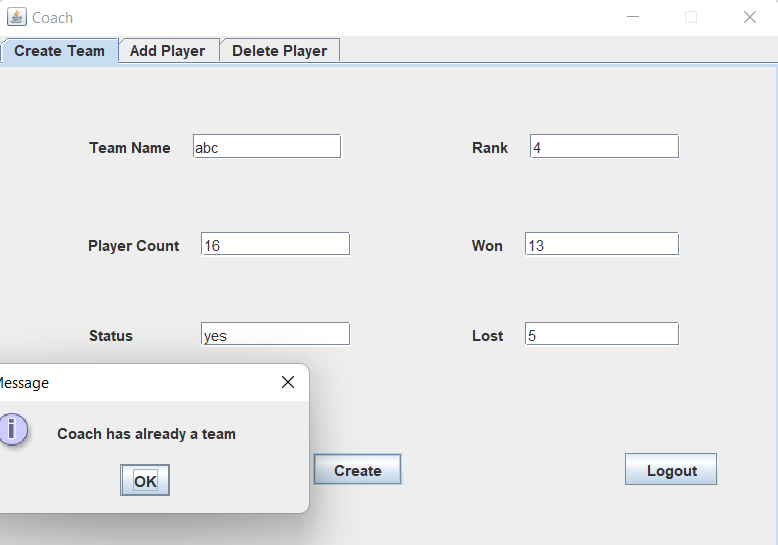 Coach
Create Team Add Player Delete Player
Team Name abc Rank 4
Player Count 16 Won 13
Status yes Lost 5
Message
i
Coach has already a team
OK
Create Logout